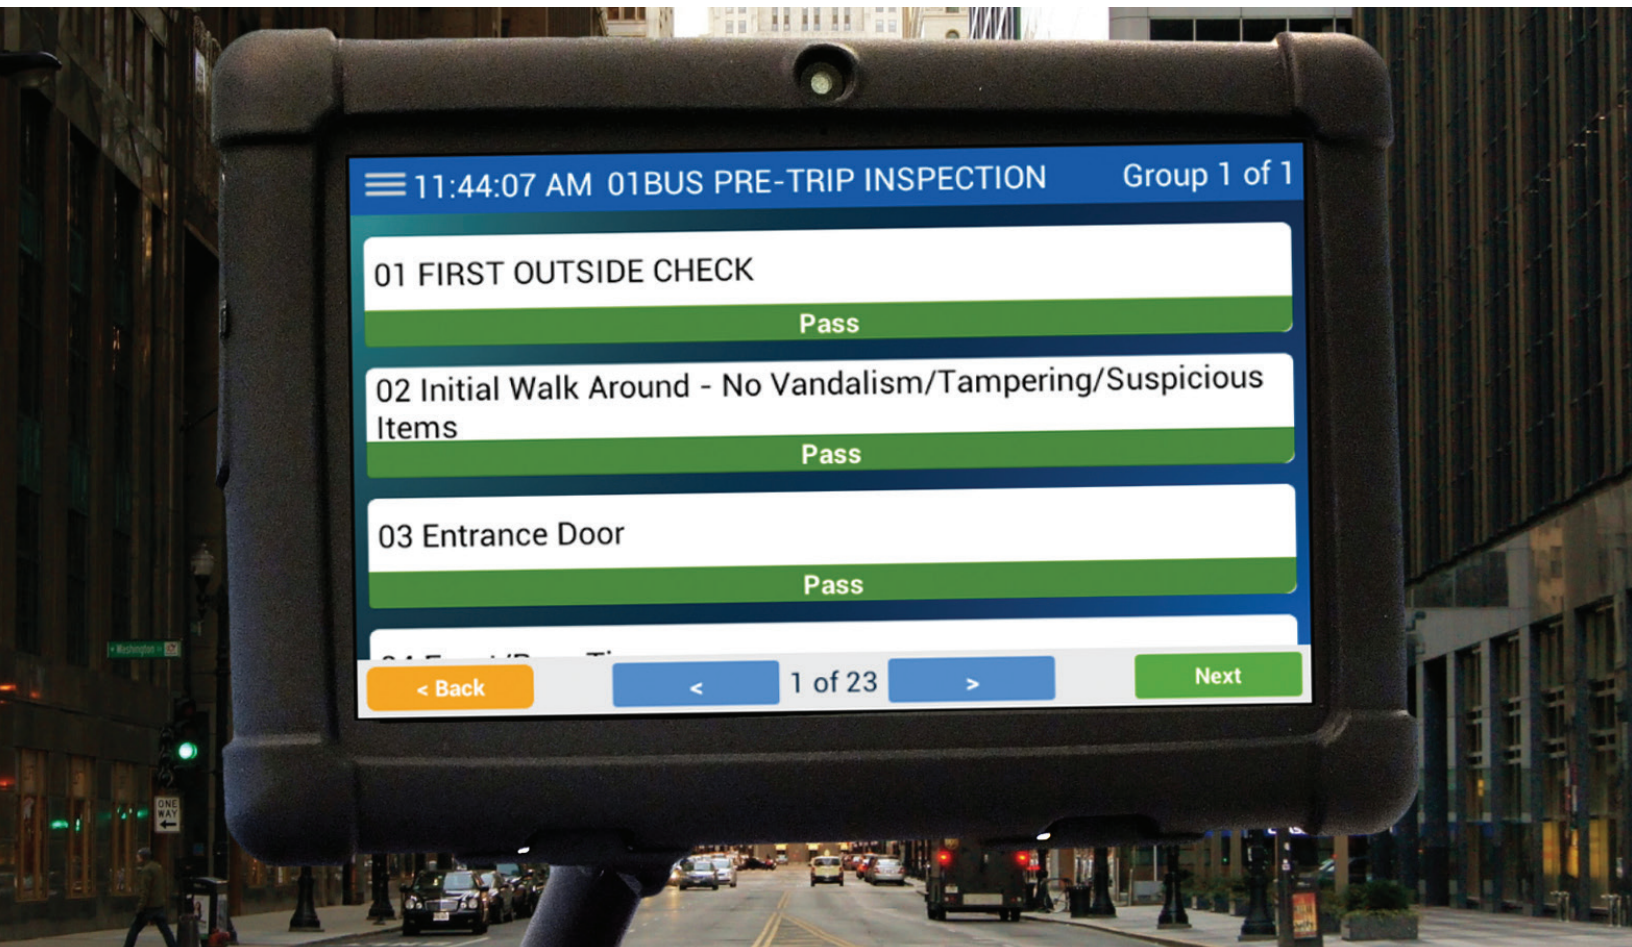 11:44:07 AM 01BUS PRE-TRIP INSPECTION Group 1 of 1
01 FIRST OUTSIDE CHECK
Pass
02 Initial Walk Around - No Vandalism/Tampering/Suspicious
Items
Pass
03 Entrance Door
Pass
< Back < 1 of 23 > Next
Washington
ONE
WAY